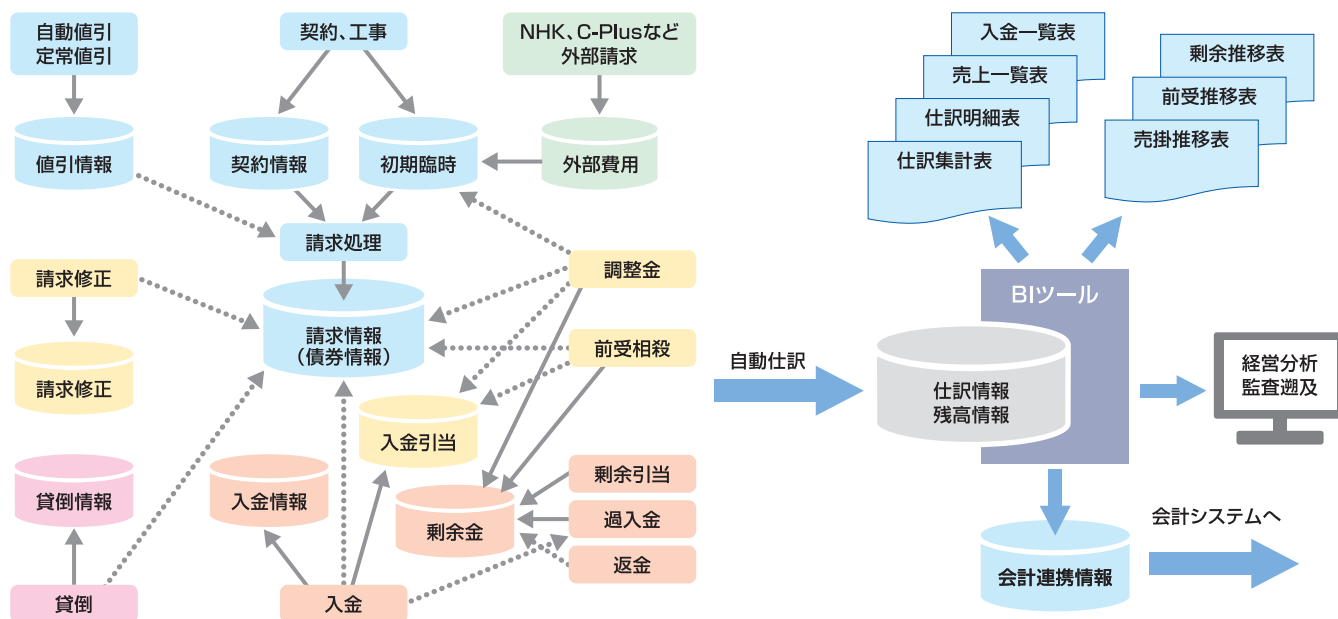 自動値引
定常値引
契約、工事
NHK、C-Plusなど
外部請求
値引情報
契約情報
初期臨時
外部費用
請求処理
請求修正
調整金
請求情報
（債券情報）
前受相殺
請求修正
入金引当
貸倒情報
入金情報
剰余金
剰余引当
過入金
返金
貸倒
入金
自動仕訳
入金一覧表
売上一覧表
仕訳明細表
仕訳集計表
剰余推移表
前受推移表
売掛推移表
BIツール
仕訳情報
残高情報
経営分析
監査遡及
会計連携情報
会計システムへ